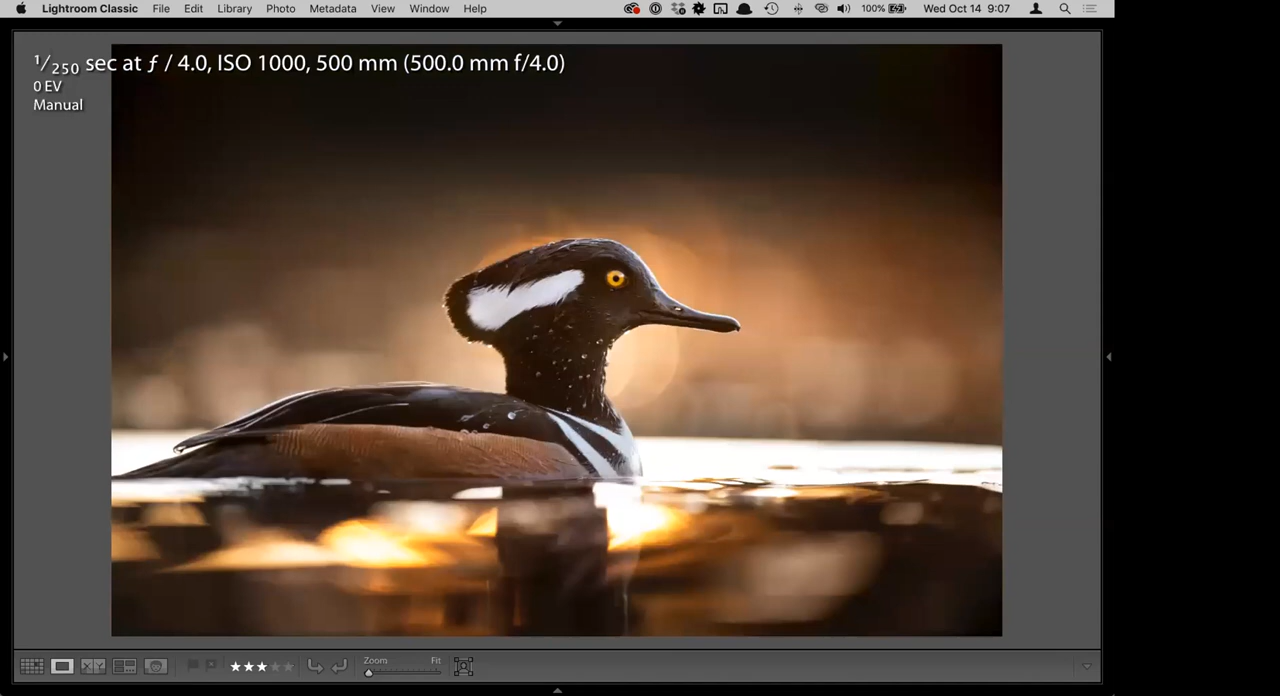 Lightroom Classic File Edit Library Photo Metadata View Window Help 100% Wed Oct 14 9:07
1/250 sec at ƒ / 4.0, ISO 1000, 500 mm (500.0 mm f/4.0)
0 EV
Manual
Zoom Fit